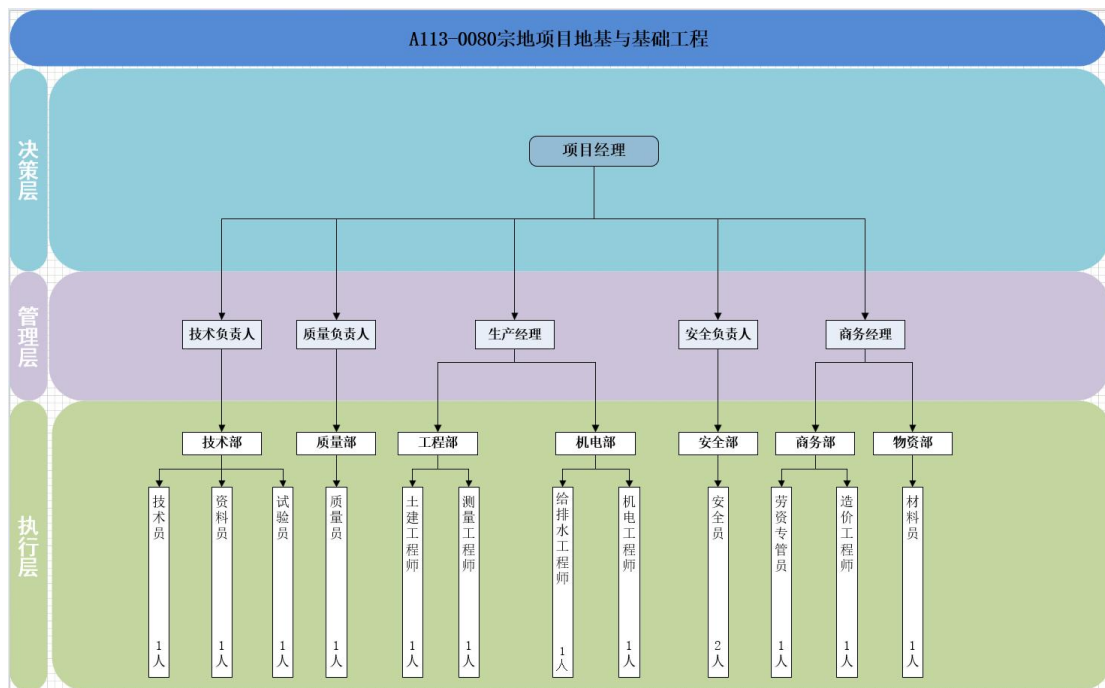 A113-0080宗地项目地基与基础工程
决策层
项目经理
管理层
技术负责人
质量负责人
生产经理
安全负责人
商务经理
执行层
技术部
质量部
工程部
机电部
安全部
商务部
物资部
技术员 1人
资料员 1人
试验员 1人
质量员 1人
土建工程师 1人
测量工程师 1人
给排水工程师 1人
机电工程师 1人
安全员 2人
劳资专管员 1人
造价工程师 1人
材料员 1人